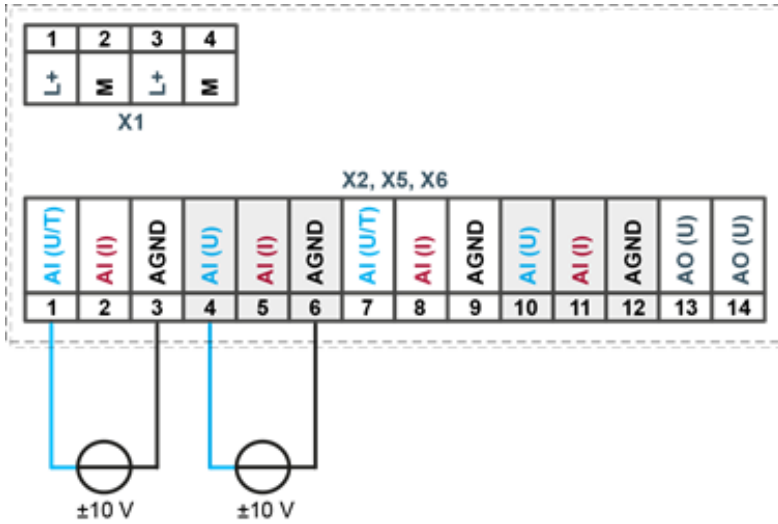 1 2 3 4
L+ M L+ M
X1
X2, X5, X6
AI (U/T) AI (I) AGND AI (U) AI (I) AGND AI (U/T) AI (I) AGND AI (U) AI (I) AGND AO (U) AO (U)
1 2 3 4 5 6 7 8 9 10 11 12 13 14
±10 V ±10 V